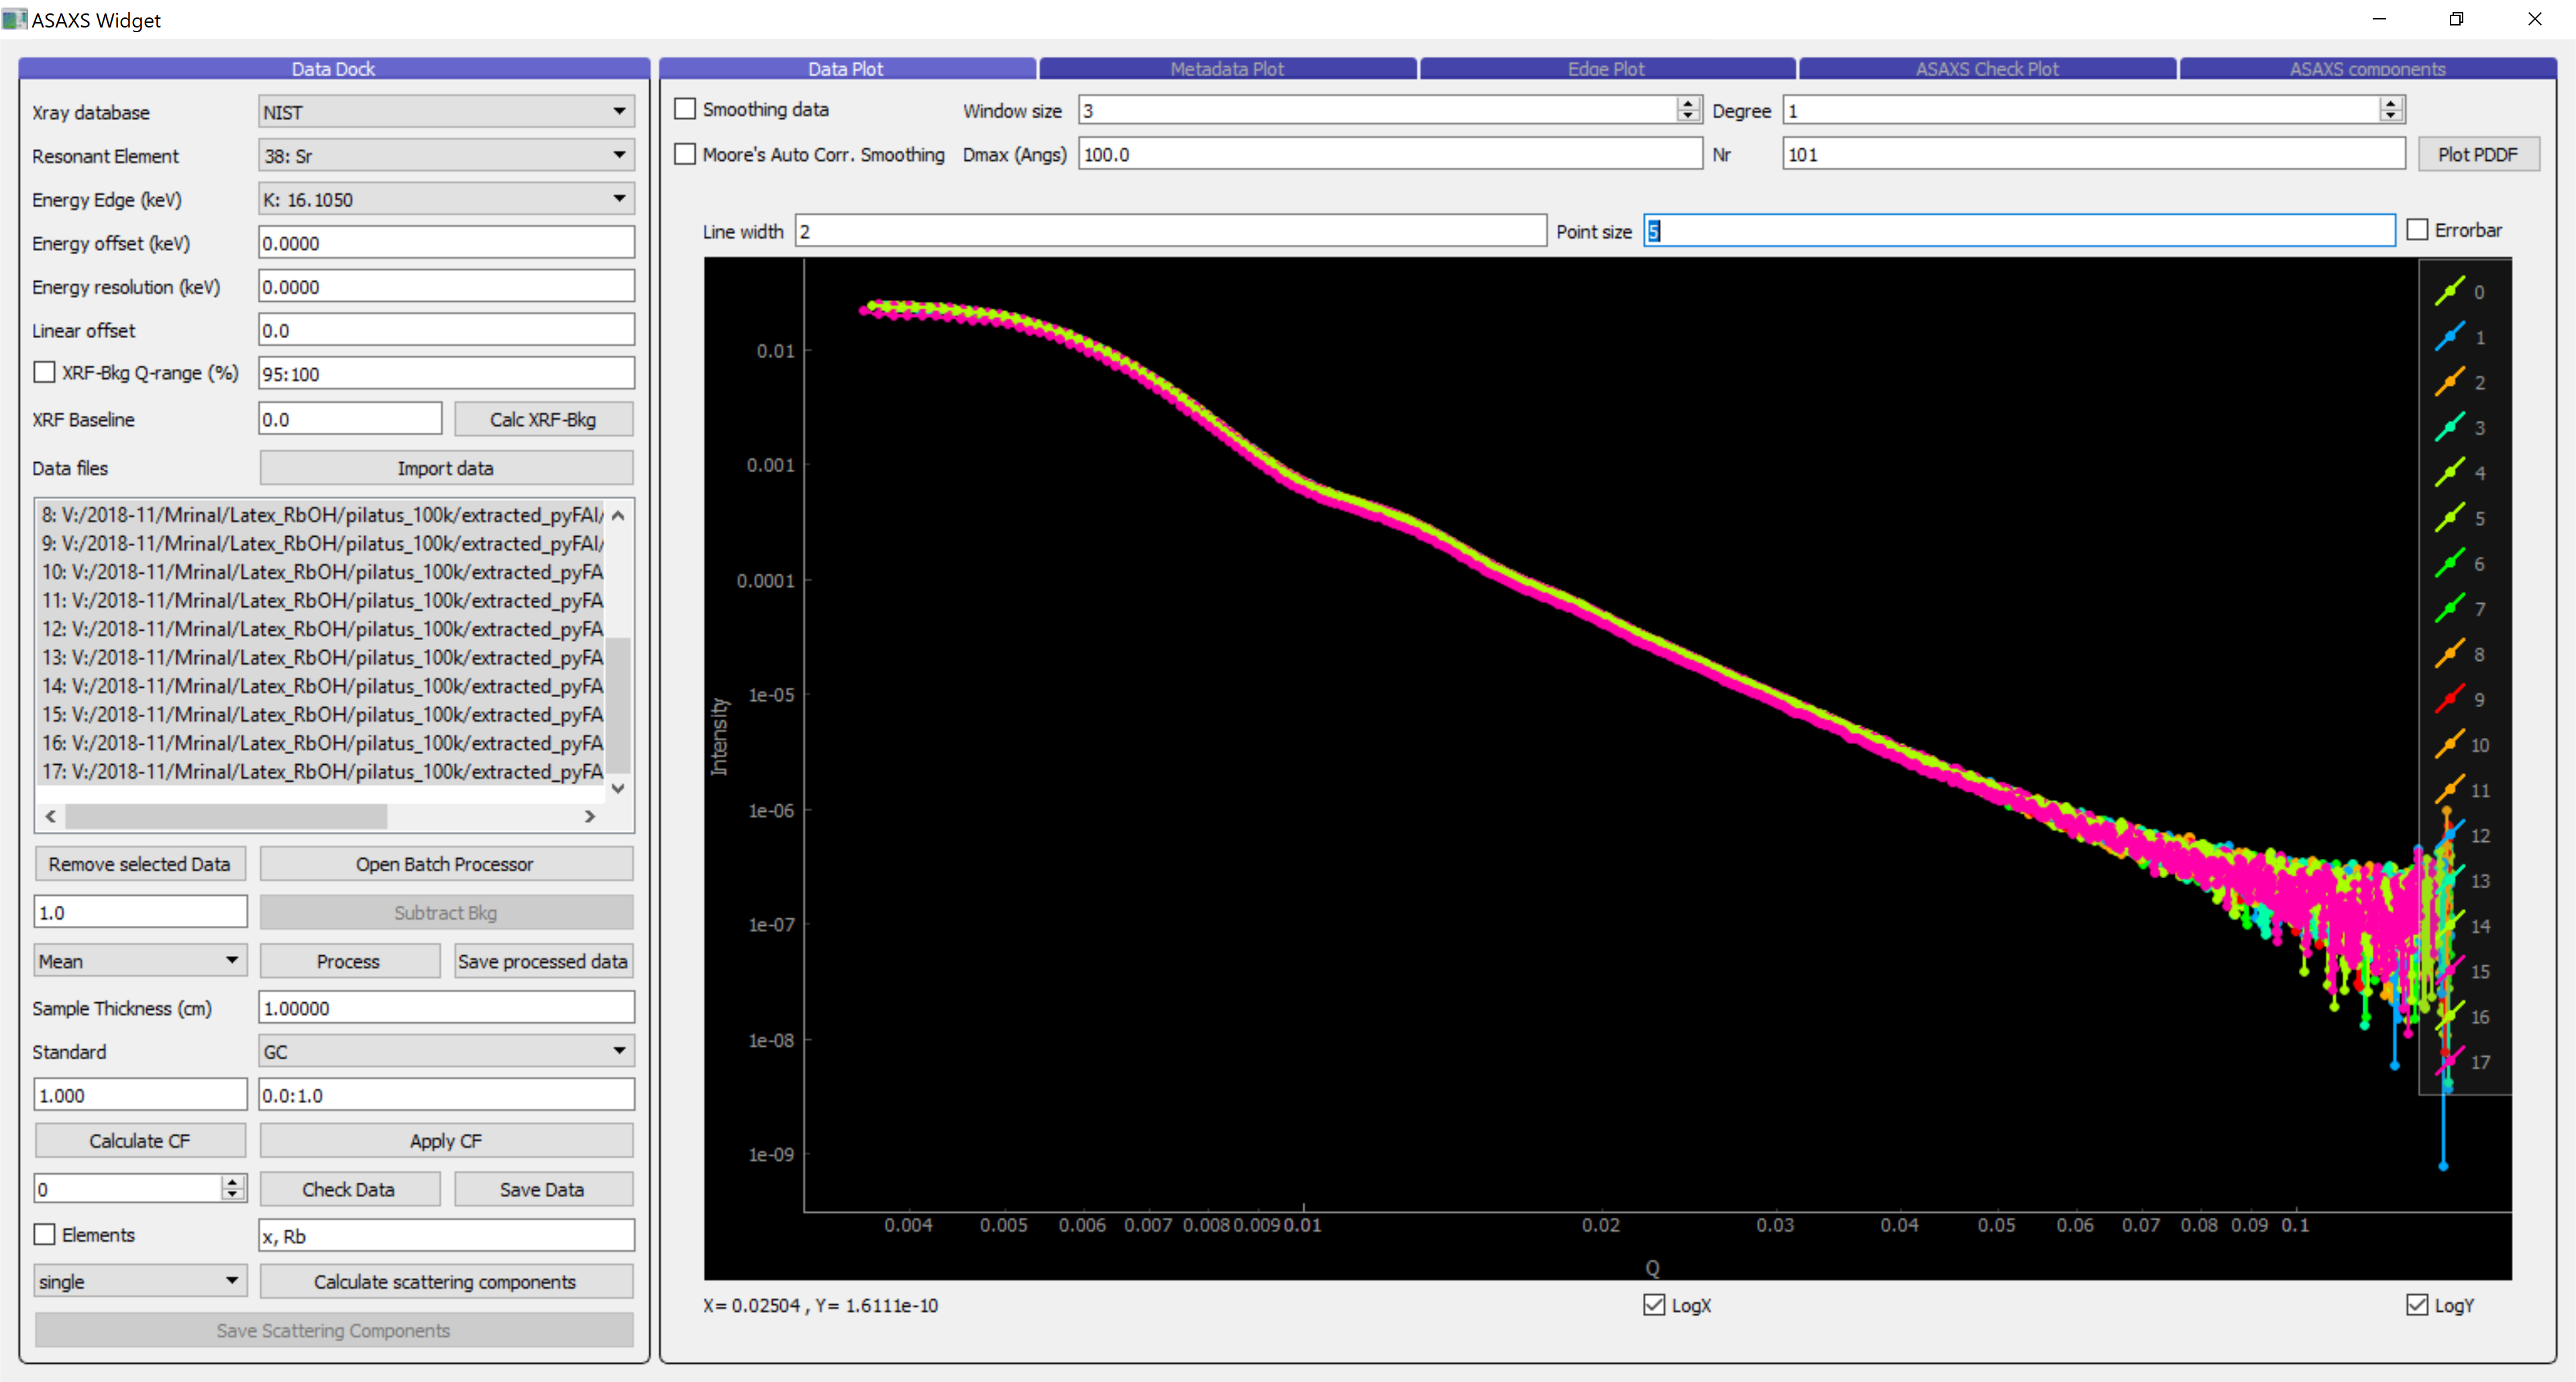 ASAXS Widget
Data Dock
Xray database NIST
Resonant Element 38: Sr
Energy Edge (keV) K: 16.1050
Energy offset (keV) 0.0000
Energy resolution (keV) 0.0000
Linear offset 0.0
XRF-Bkg Q-range (%) 95:100
XRF Baseline 0.0 Calc XRF-Bkg
Data files Import data
8: V:/2018-11/Mrinal/Latex_RbOH/pilatus_100k/extracted_pyFAI/
9: V:/2018-11/Mrinal/Latex_RbOH/pilatus_100k/extracted_pyFAI/
10: V:/2018-11/Mrinal/Latex_RbOH/pilatus_100k/extracted_pyFA
11: V:/2018-11/Mrinal/Latex_RbOH/pilatus_100k/extracted_pyFA
12: V:/2018-11/Mrinal/Latex_RbOH/pilatus_100k/extracted_pyFA
13: V:/2018-11/Mrinal/Latex_RbOH/pilatus_100k/extracted_pyFA
14: V:/2018-11/Mrinal/Latex_RbOH/pilatus_100k/extracted_pyFA
15: V:/2018-11/Mrinal/Latex_RbOH/pilatus_100k/extracted_pyFA
16: V:/2018-11/Mrinal/Latex_RbOH/pilatus_100k/extracted_pyFA
17: V:/2018-11/Mrinal/Latex_RbOH/pilatus_100k/extracted_pyFA
Remove selected Data Open Batch Processor
1.0 Subtract Bkg
Mean Process Save processed data
Sample Thickness (cm) 1.00000
Standard GC
1.000 0.0:1.0
Calculate CF Apply CF
0 Check Data Save Data
Elements x, Rb
single Calculate scattering components
Save Scattering Components
Data Plot Metadata Plot Edge Plot ASAXS Check Plot ASAXS components
Smoothing data Window size 3 Degree 1
Moore's Auto Corr. Smoothing Dmax (Angs) 100.0 Nr 101 Plot PDDF
Line width 2 Point size 5 Errorbar
Intensity
0.01
0.001
0.0001
1e-05
1e-06
1e-07
1e-08
1e-09
0
1
2
3
4
5
6
7
8
9
10
11
12
13
14
15
16
17
0.004 0.005 0.006 0.007 0.008 0.009 0.01 0.02 0.03 0.04 0.05 0.06 0.07 0.08 0.09 0.1
Q
X= 0.02504 , Y= 1.6111e-10 LogX LogY